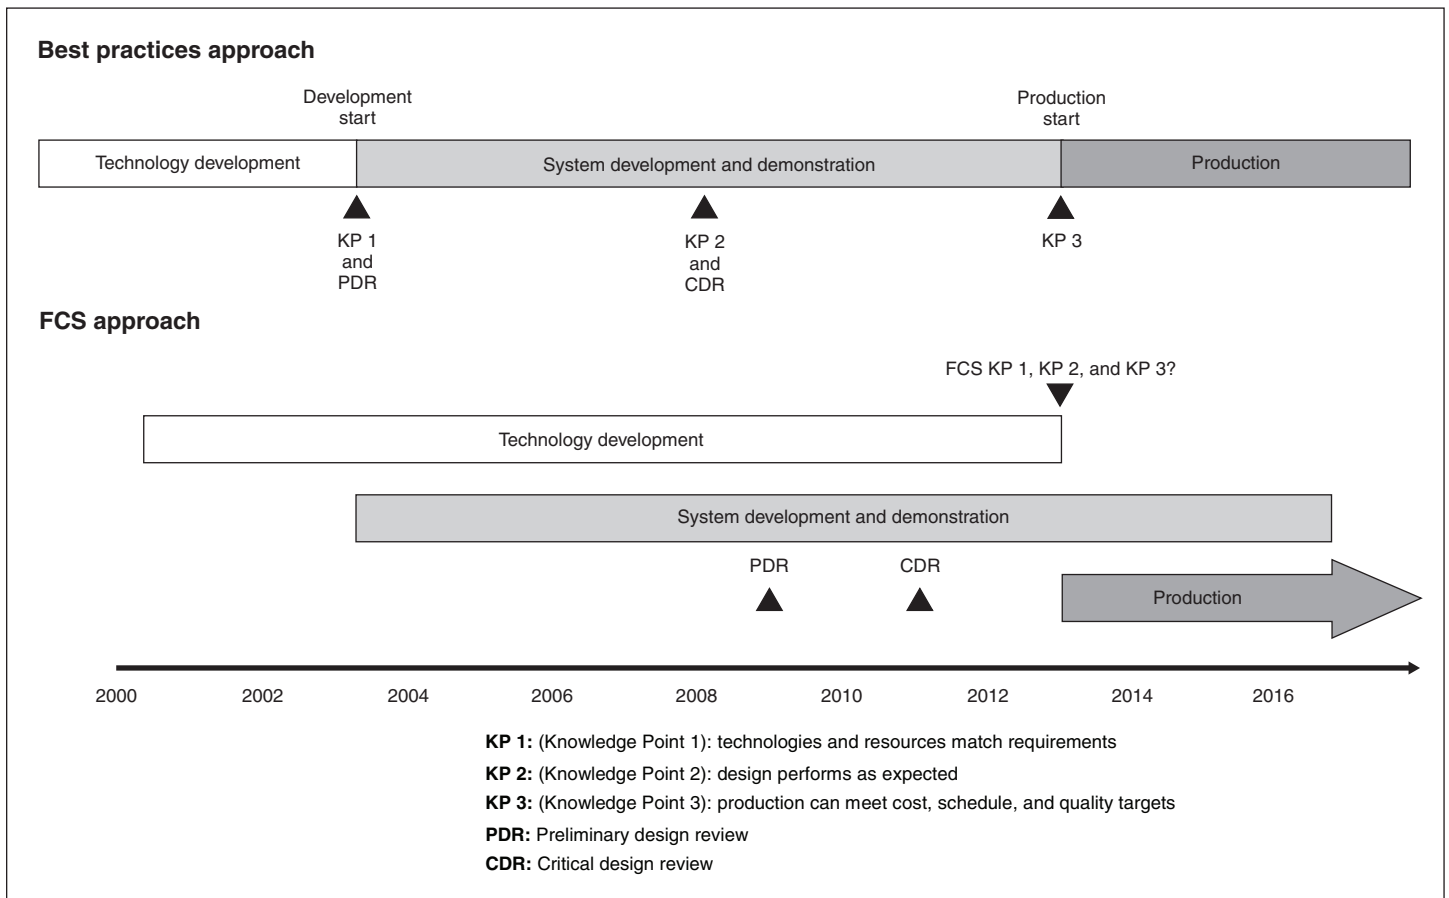 Best practices approach
Development
start
Production
start
Technology development
System development and demonstration
Production
KP 1
and
PDR
KP 2
and
CDR
KP 3
FCS approach
FCS KP 1, KP 2, and KP 3?
Technology development
System development and demonstration
PDR
CDR
Production
2000
2002
2004
2006
2008
2010
2012
2014
2016
KP 1: (Knowledge Point 1): technologies and resources match requirements
KP 2: (Knowledge Point 2): design performs as expected
KP 3: (Knowledge Point 3): production can meet cost, schedule, and quality targets
PDR: Preliminary design review
CDR: Critical design review